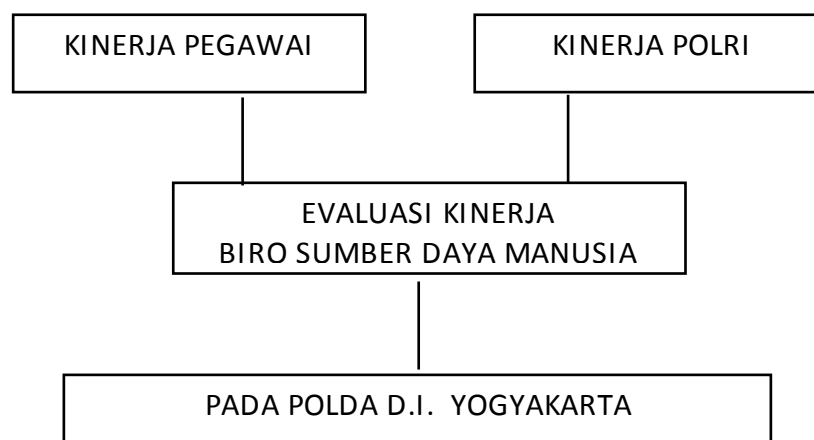 KINERJA PEGAWAI
KINERJA POLRI
EVALUASI KINERJA
BIRO SUMBER DAYA MANUSIA
PADA POLDA D.I. YOGYAKARTA